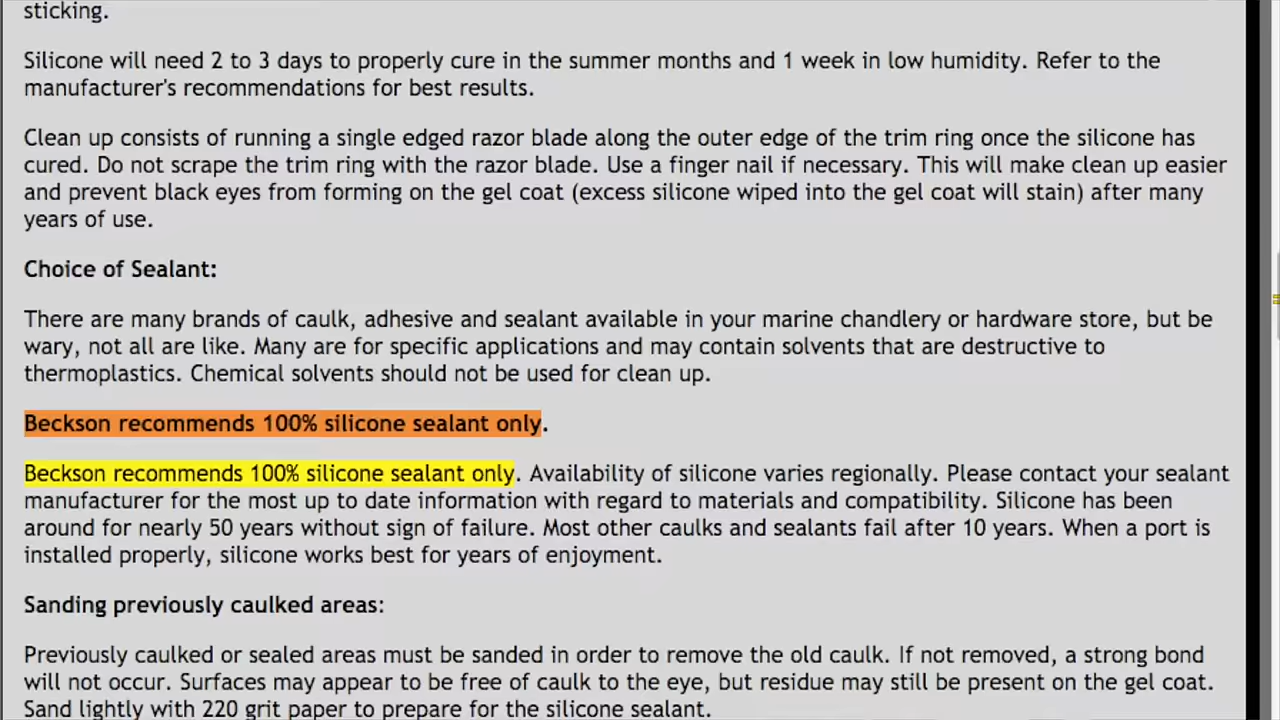 sticking.
Silicone will need 2 to 3 days to properly cure in the summer months and 1 week in low humidity. Refer to the
manufacturer's recommendations for best results.
Clean up consists of running a single edged razor blade along the outer edge of the trim ring once the silicone has
cured. Do not scrape the trim ring with the razor blade. Use a finger nail if necessary. This will make clean up easier
and prevent black eyes from forming on the gel coat (excess silicone wiped into the gel coat will stain) after many
years of use.
Choice of Sealant:
There are many brands of caulk, adhesive and sealant available in your marine chandlery or hardware store, but be
wary, not all are like. Many are for specific applications and may contain solvents that are destructive to
thermoplastics. Chemical solvents should not be used for clean up.
Beckson recommends 100% silicone sealant only.
Beckson recommends 100% silicone sealant only. Availability of silicone varies regionally. Please contact your sealant
manufacturer for the most up to date information with regard to materials and compatibility. Silicone has been
around for nearly 50 years without sign of failure. Most other caulks and sealants fail after 10 years. When a port is
installed properly, silicone works best for years of enjoyment.
Sanding previously caulked areas:
Previously caulked or sealed areas must be sanded in order to remove the old caulk. If not removed, a strong bond
will not occur. Surfaces may appear to be free of caulk to the eye, but residue may still be present on the gel coat.
Sand lightly with 220 grit paper to prepare for the silicone sealant.